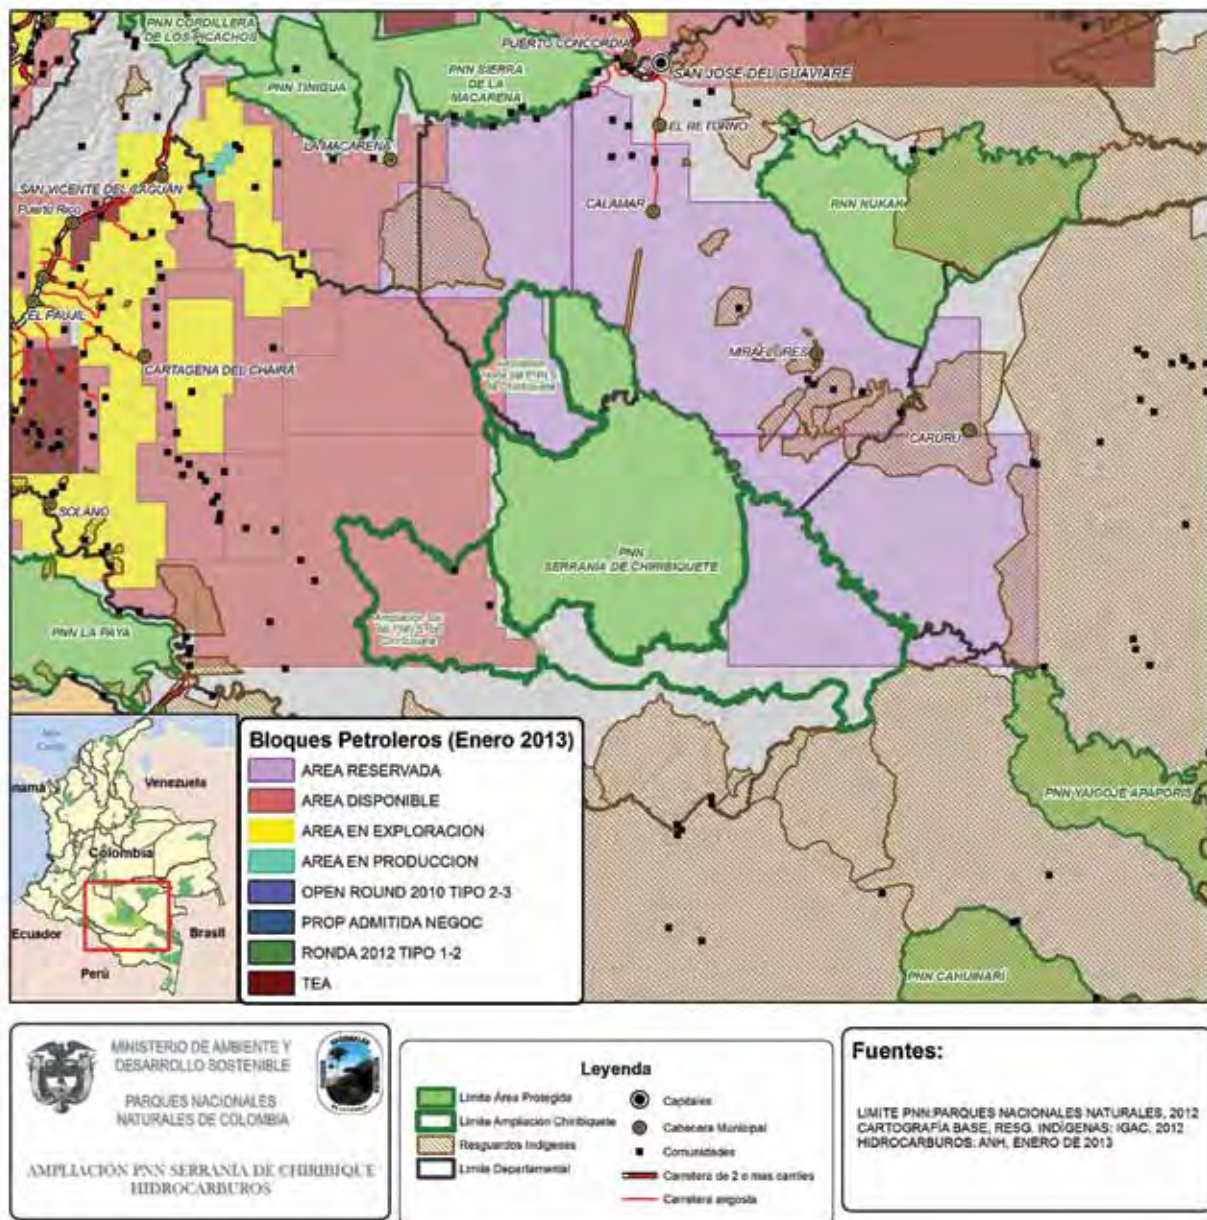 PNN CORDILLERA
DE LOS PICACHOS
PNN TINIGUA
PNN SIERRA
DE LA
MACARENA
PUERTO CONCORDIA
SAN JOSE DEL GUAVIARE
EL RETORNO
LA MACARENA
SAN VICENTE DEL CAGUAN
Puerto Rico
CALAMAR
RNN NUKAK
EL PAUJIL
CARTAGENA DEL CHAIRA
MIRAFLORES
CARURU
SOLANO
PNN
SERRANÍA DE CHIRIBIQUETE
PNN LA PAYA
PNN YAIGOJE APAPORIS
PNN CAHUINARI
Venezuela
Colombia
Ecuador
Brasil
Perú
Bloques Petroleros (Enero 2013)
AREA RESERVADA
AREA DISPONIBLE
AREA EN EXPLORACION
AREA EN PRODUCCION
OPEN ROUND 2010 TIPO 2-3
PROP ADMITIDA NEGOC
RONDA 2012 TIPO 1-2
TEA
MINISTERIO DE AMBIENTE Y
DESARROLLO SOSTENIBLE
PARQUES NACIONALES
NATURALES DE COLOMBIA
AMPLIACIÓN PNN SERRANÍA DE CHIRIBIQUE
HIDROCARBUROS
Leyenda
Limite Área Protegida
Limite Ampliación Chiribiquete
Resguardos Indígenas
Limite Departamental
Capitales
Cabecera Municipal
Comunidades
Carretera de 2 o mas carriles
Carretera angosta
Fuentes:
LIMITE PNN:PARQUES NACIONALES NATURALES, 2012
CARTOGRAFÍA BASE, RESG. INDÍGENAS: IGAC, 2012
HIDROCARBUROS: ANH, ENERO DE 2013